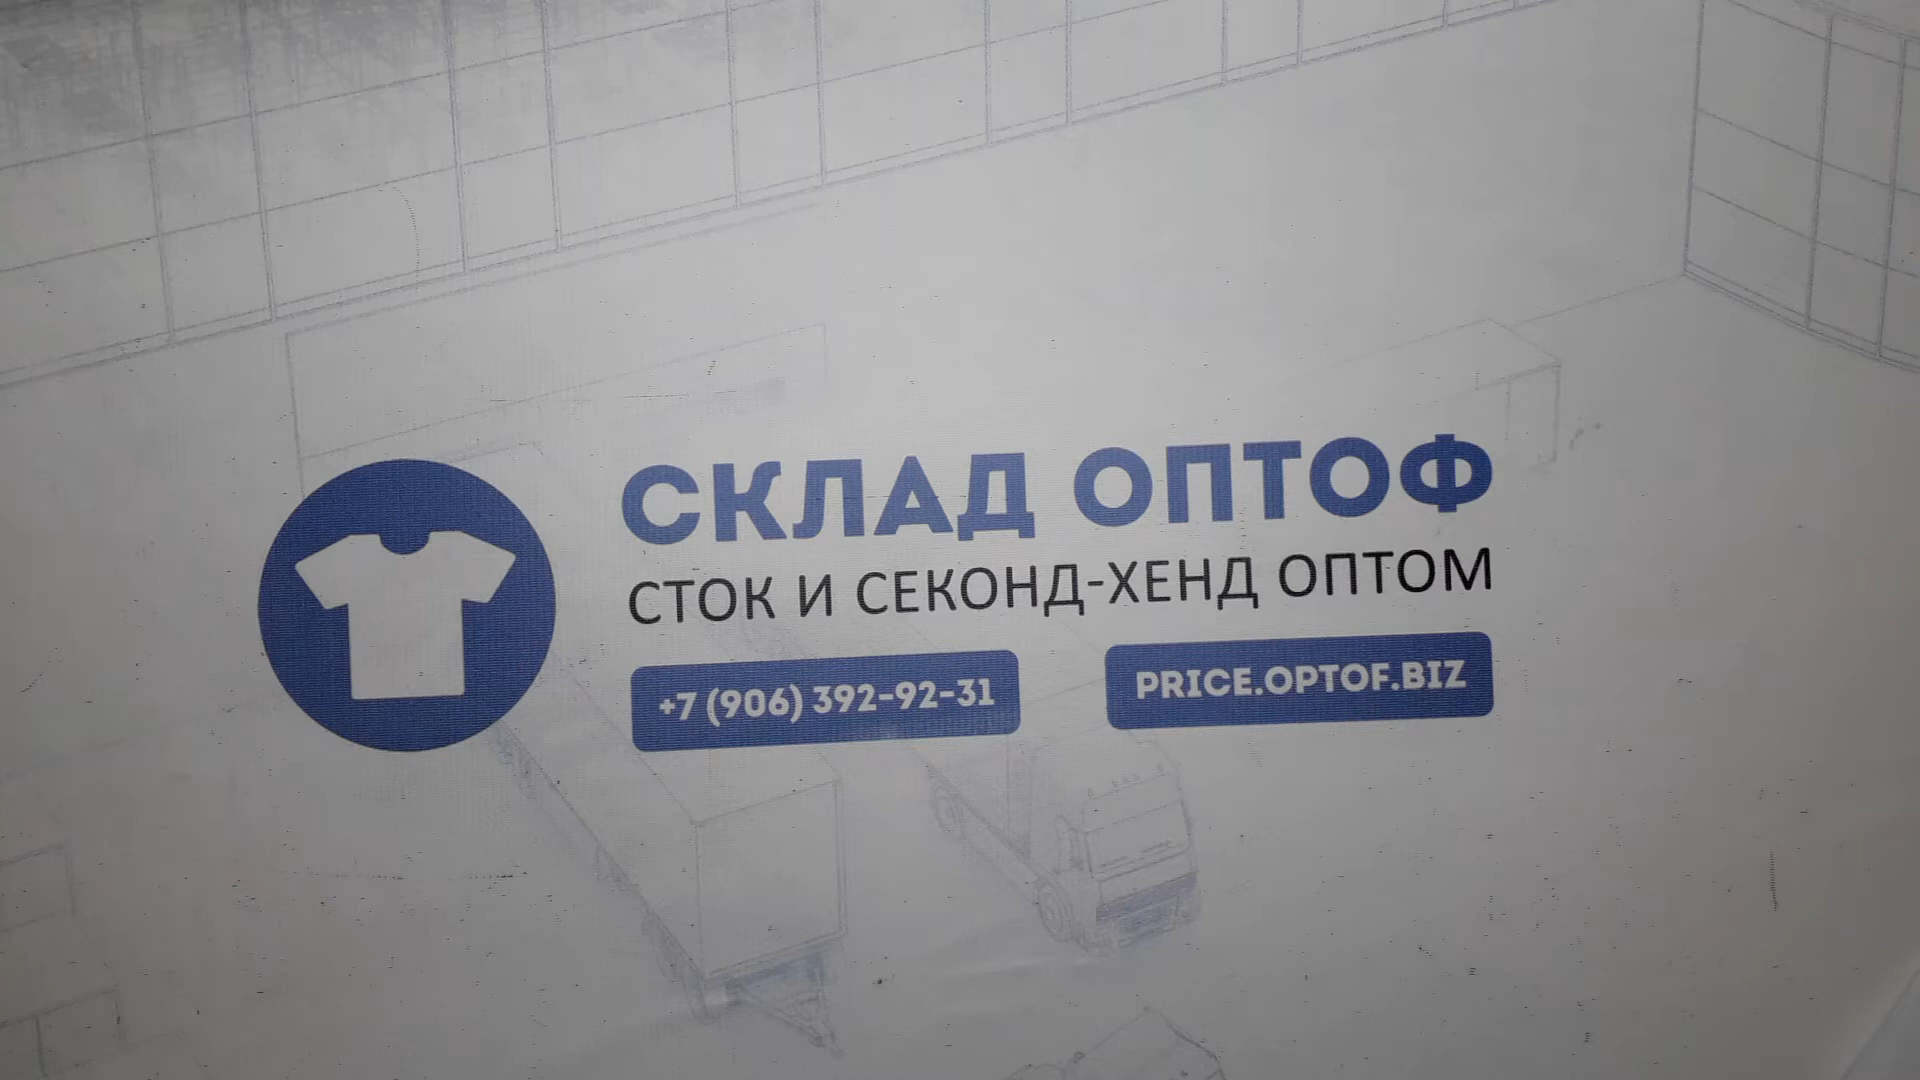 СКЛАД ОПТОФ
СТОК И СЕКОНД-ХЕНД ОПТОМ
+7 (906) 392-92-31
PRICE.OPTOF.BIZ